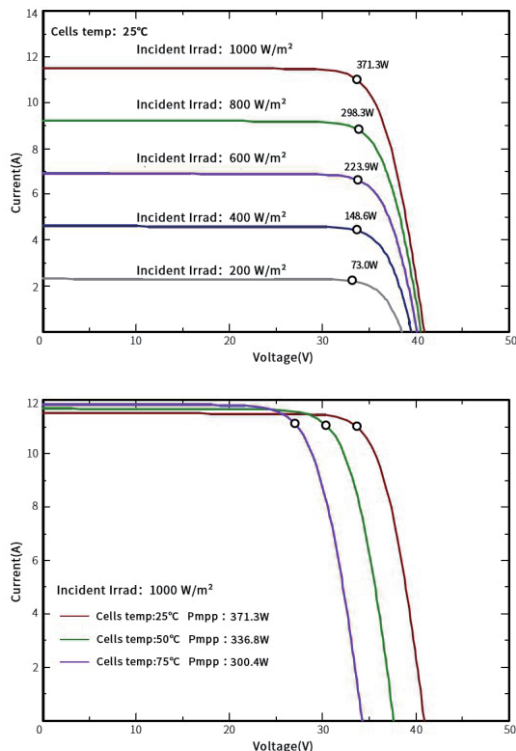 14
Cells temp: 25℃
Incident Irrad: 1000 W/m²
371.3W
12
10
298.3W
Incident Irrad: 800 W/m²
8
223.9W
Incident Irrad: 600 W/m²
6
148.6W
Incident Irrad: 400 W/m²
4
73.0W
Incident Irrad: 200 W/m²
2
Current(A)
0 10 20 30 40 50
Voltage(V)
12
10
8
6
Incident Irrad: 1000 W/m²
Cells temp:25℃ Pmpp : 371.3W
4
Cells temp:50℃ Pmpp : 336.8W
Cells temp:75℃ Pmpp : 300.4W
2
Current(A)
0 10 20 30 40 50
Voltage(V)